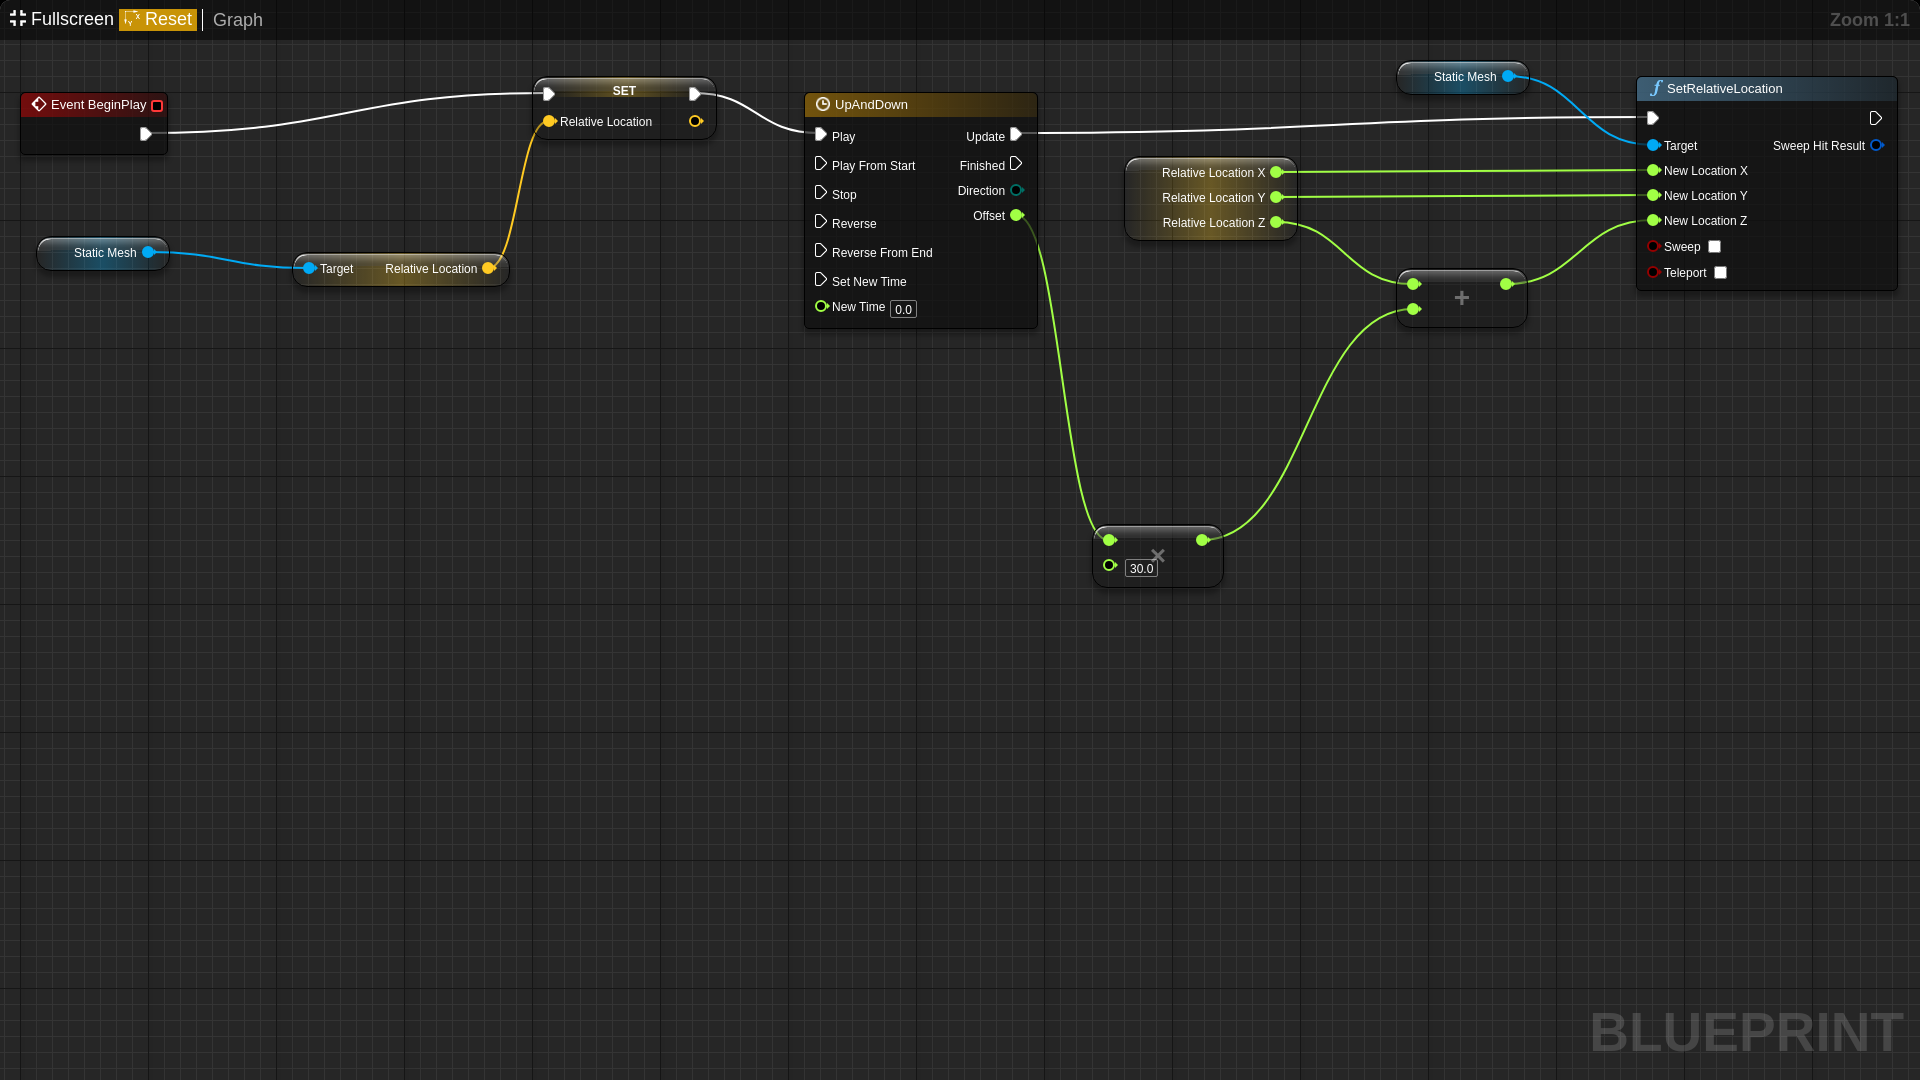 Fullscreen Reset Graph
Zoom 1:1
Event BeginPlay
Static Mesh
Target Relative Location
SET
Relative Location
UpAndDown
Play Update
Play From Start Finished
Stop Direction
Reverse Offset
Reverse From End
Set New Time
New Time 0.0
Relative Location X
Relative Location Y
Relative Location Z
Static Mesh
+
×
30.0
SetRelativeLocation
Target Sweep Hit Result
New Location X
New Location Y
New Location Z
Sweep
Teleport
BLUEPRINT